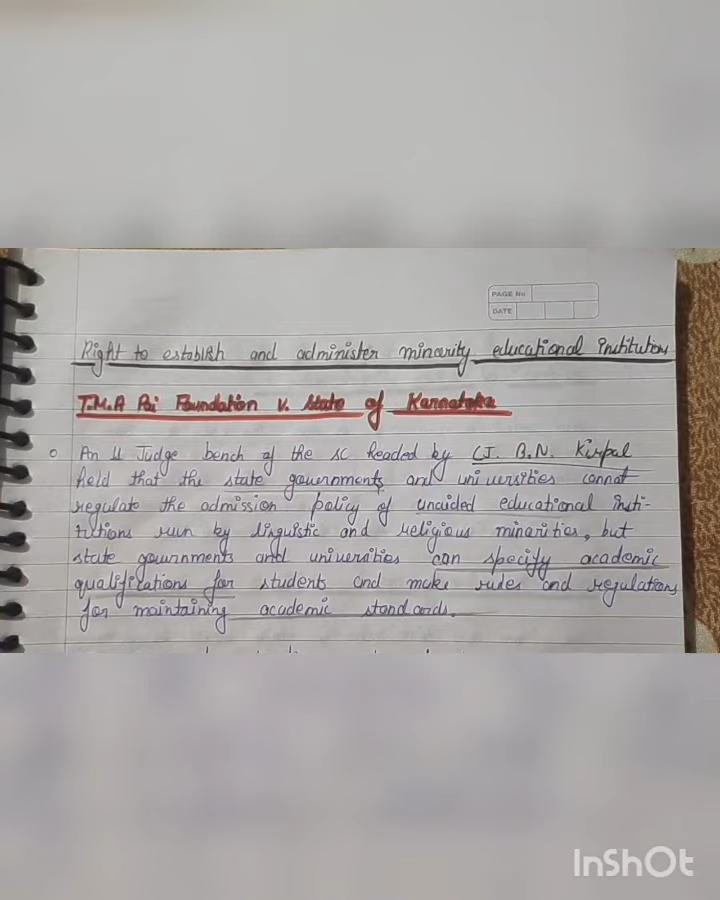 PAGE No
DATE
Right to establish and administer minority educational institution
T.M.A Pai Foundation v. State of Karnataka
An 11 Judge bench of the SC headed by CJ. B.N. Kirpal
held that the state governments and universities cannot
regulate the admission policy of unaided educational insti-
tutions run by linguistic and religious minorities, but
state governments and universities can specify academic
qualifications for students and make rules and regulations
for maintaining academic standards.
InShOt